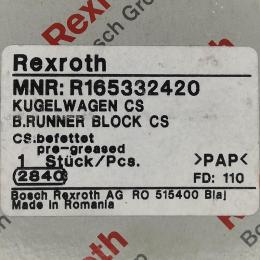 Rexroth
MNR: R165332420
KUGELWAGEN CS
B.RUNNER BLOCK CS
CS.befettet
pre-greased
1 Stück/Pcs. >PAP<
2840 FD: 110
Bosch Rexroth AG RO 515400 Blaj
Made in Romania